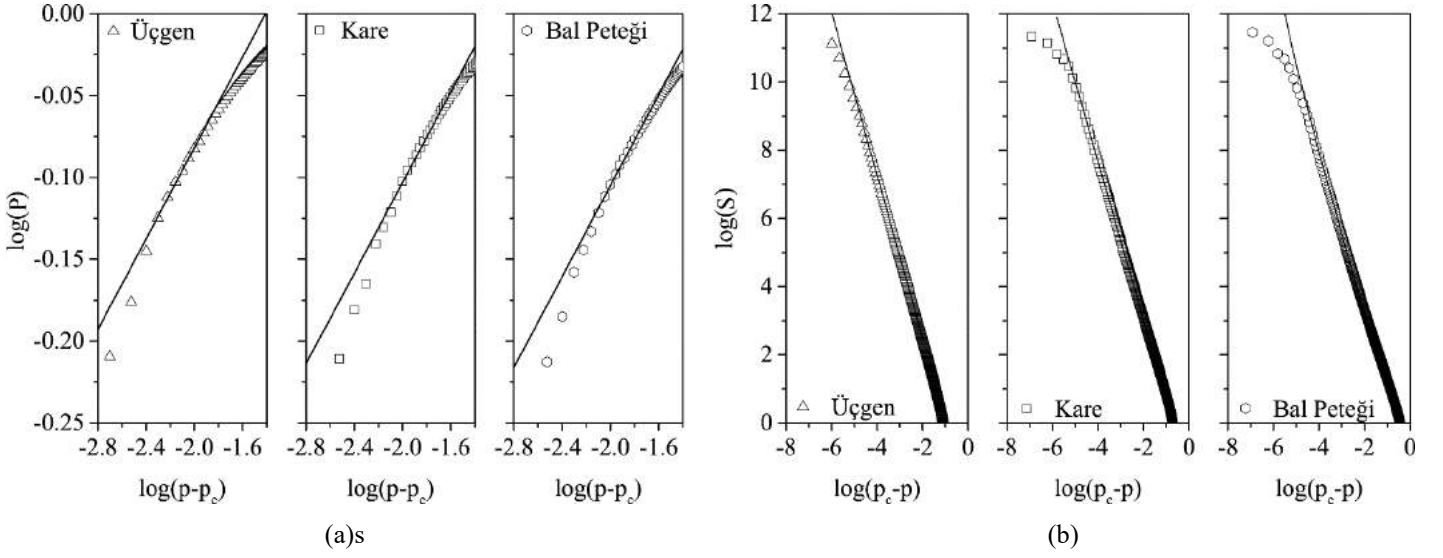 0.00
-0.05
-0.10
-0.15
-0.20
-0.25
log(P)
Üçgen
Kare
Bal Peteği
-2.8 -2.4 -2.0 -1.6
-2.8 -2.4 -2.0 -1.6
-2.8 -2.4 -2.0 -1.6
log(p-pc)
log(p-pc)
log(p-pc)
(a)s
12
10
8
6
4
2
0
log(S)
Üçgen
Kare
Bal Peteği
-8 -6 -4 -2 0
-8 -6 -4 -2 0
-8 -6 -4 -2 0
log(pc-p)
log(pc-p)
log(pc-p)
(b)